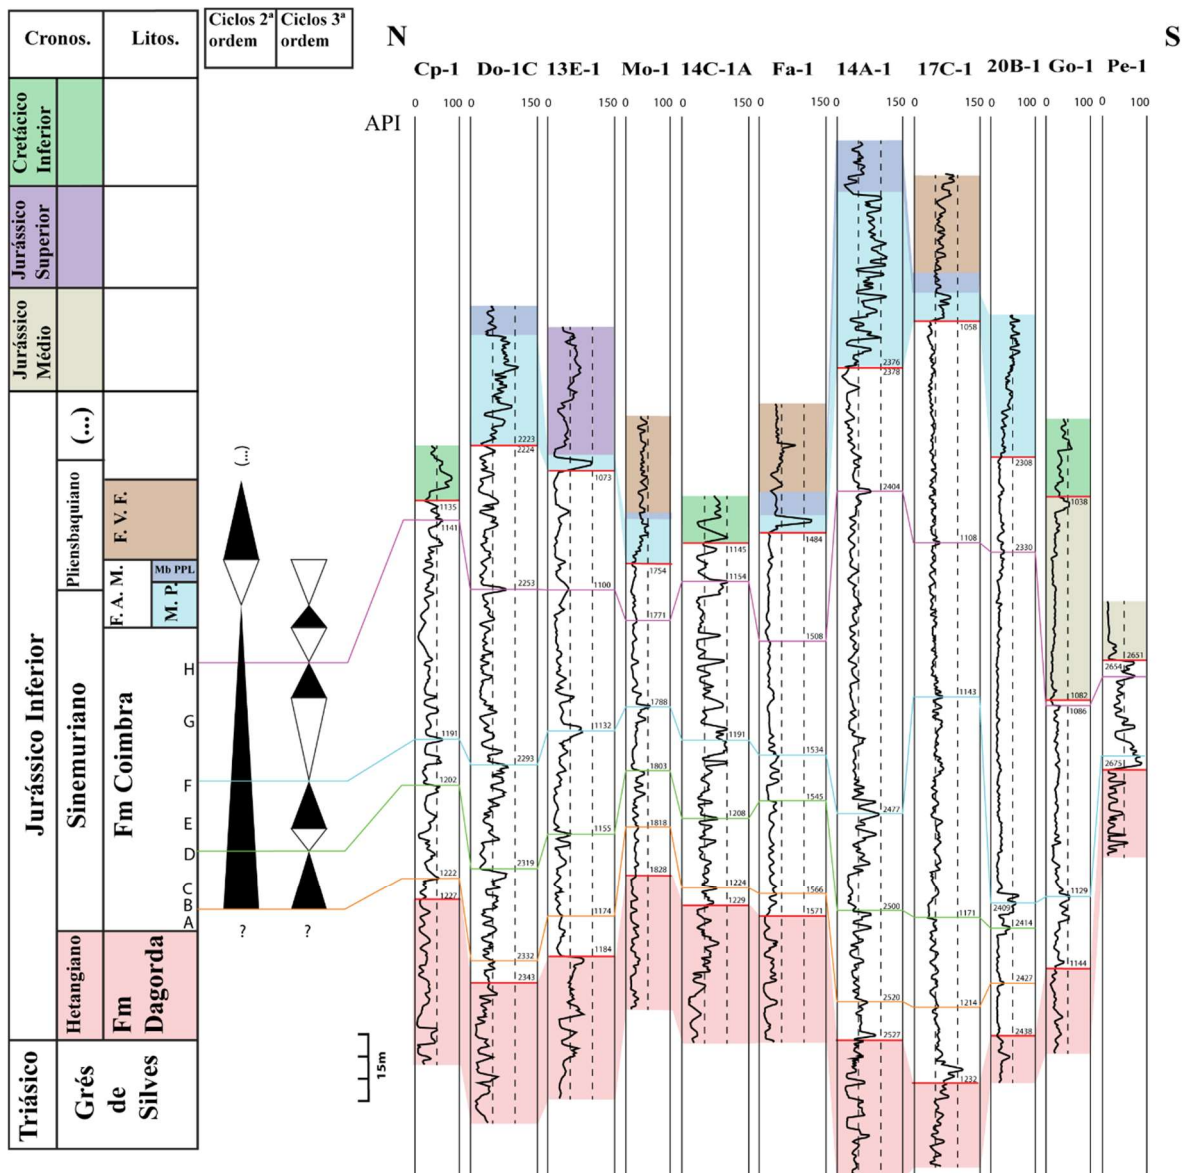 Cronos.
Litos.
Ciclos 2ª
ordem
Ciclos 3ª
ordem
N
S
Cp-1
Do-1C
13E-1
Mo-1
14C-1A
Fa-1
14A-1
17C-1
20B-1
Go-1
Pe-1
API
0 100
0 150
0 150
0 100
0 150
0 150
0 150
0 150
0 100
0 100
0 100
Cretácico
Inferior
Jurássico
Superior
Jurássico
Médio
Jurássico Inferior
Triásico
(...)
Pliensbaquiano
Sinemuriano
Hetangiano
F. V. F.
F. A. M.
Mb PPL
M. P.
Fm Coimbra
Fm
Dagorda
Grés
de
Silves
(...)
H
G
F
E
D
C
B
A
?
?
15m
1135
1141
1191
1202
1222
1227
2223
2224
2253
2293
2319
2332
2343
1073
1100
1132
1155
1174
1184
1754
1771
1788
1803
1818
1828
1145
1154
1191
1208
1224
1229
1484
1508
1534
1545
1566
1571
2376
2378
2404
2477
2500
2520
2527
1058
1108
1143
1171
1214
1232
2308
2330
2409
2414
2427
2438
1038
1082
1086
1129
1144
2651
2654
2675